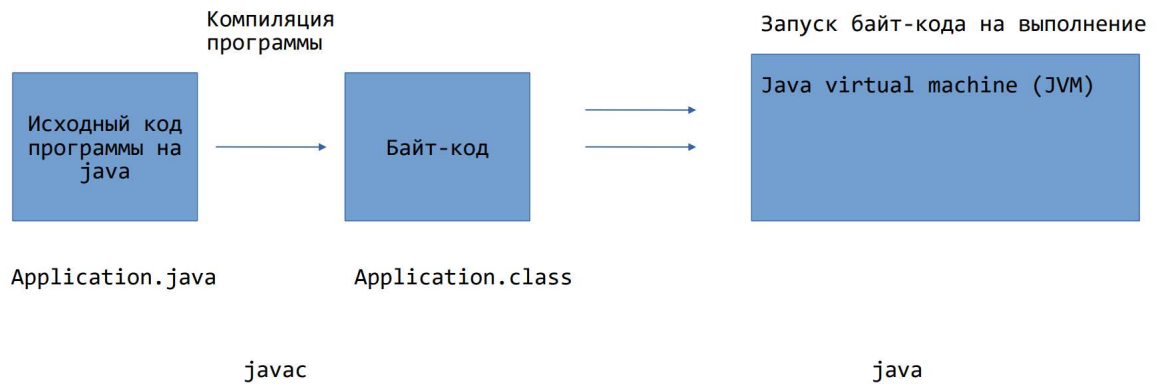 Компиляция
программы
Запуск байт-кода на выполнение
Исходный код
программы на
java
Байт-код
Java virtual machine (JVM)
Application.java
Application.class
javac
java